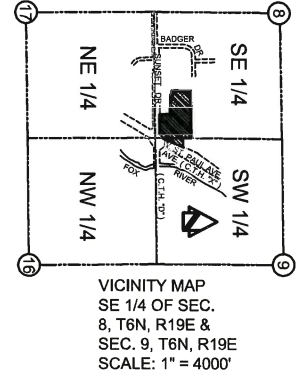 17
8
BADGER
DR.
SUNSET DR.
NE 1/4
SE 1/4
W. ST. PAUL AVE
AVE (C.T.H. "X")
FOX
RIVER
(C.T.H. "D")
NW 1/4
SW 1/4
16
9
VICINITY MAP
SE 1/4 OF SEC.
8, T6N, R19E &
SEC. 9, T6N, R19E
SCALE: 1" = 4000'